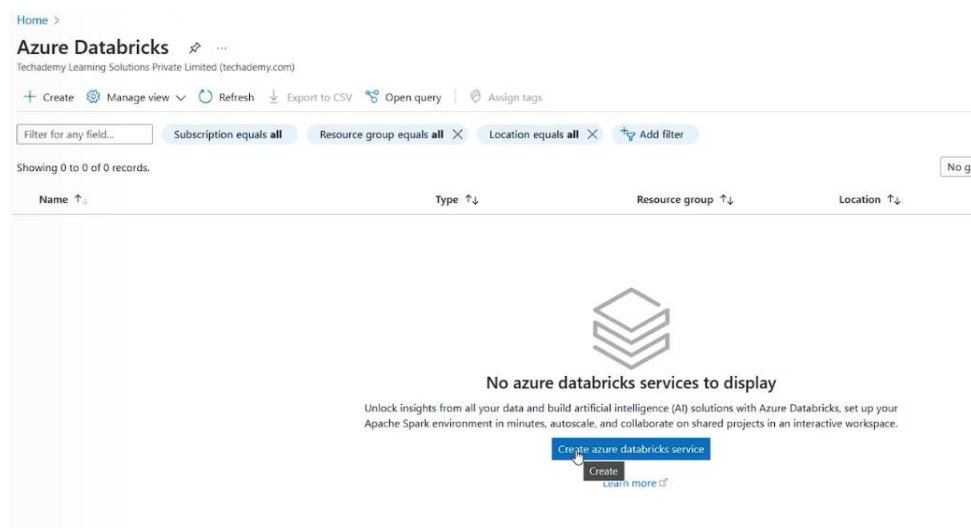 Home >
Azure Databricks ...
Techademy Learning Solutions Private Limited (techademy.com)
+ Create Manage view Refresh Export to CSV Open query Assign tags
Filter for any field... Subscription equals all Resource group equals all Location equals all Add filter
Showing 0 to 0 of 0 records. No g
Name Type Resource group Location
No azure databricks services to display
Unlock insights from all your data and build artificial intelligence (AI) solutions with Azure Databricks, set up your
Apache Spark environment in minutes, autoscale, and collaborate on shared projects in an interactive workspace.
Create azure databricks service
Create
Learn more